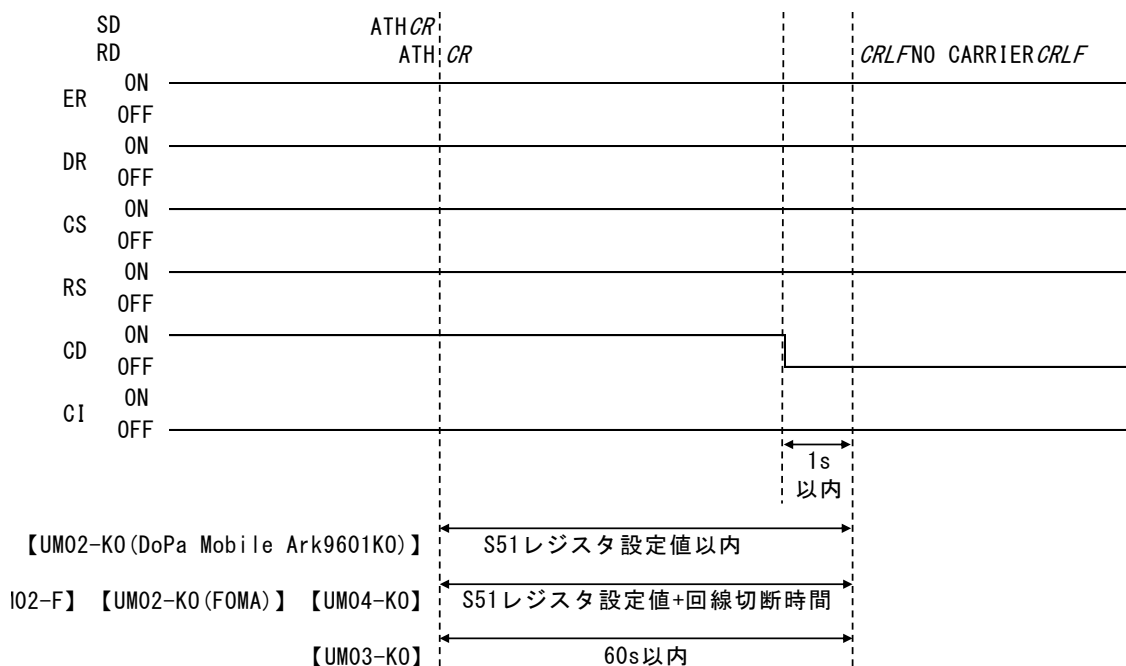 SD ATHCR
RD ATH CR CRLFNO CARRIERCRLF
ER ON
OFF
DR ON
OFF
CS ON
OFF
RS ON
OFF
CD ON
OFF
CI ON
OFF
1s
以内
【UM02-KO(DoPa Mobile Ark9601KO)】 S51レジスタ設定値以内
02-F】 【UM02-KO(FOMA)】 【UM04-KO】 S51レジスタ設定値+回線切断時間
【UM03-KO】 60s以内